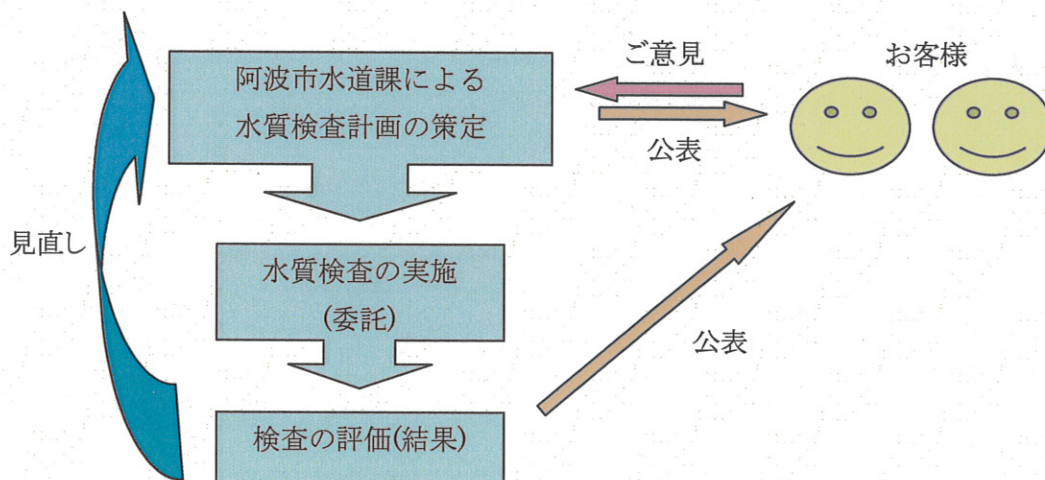 阿波市水道課による
水質検査計画の策定
ご意見
公表
お客様
見直し
水質検査の実施
(委託)
公表
検査の評価(結果)